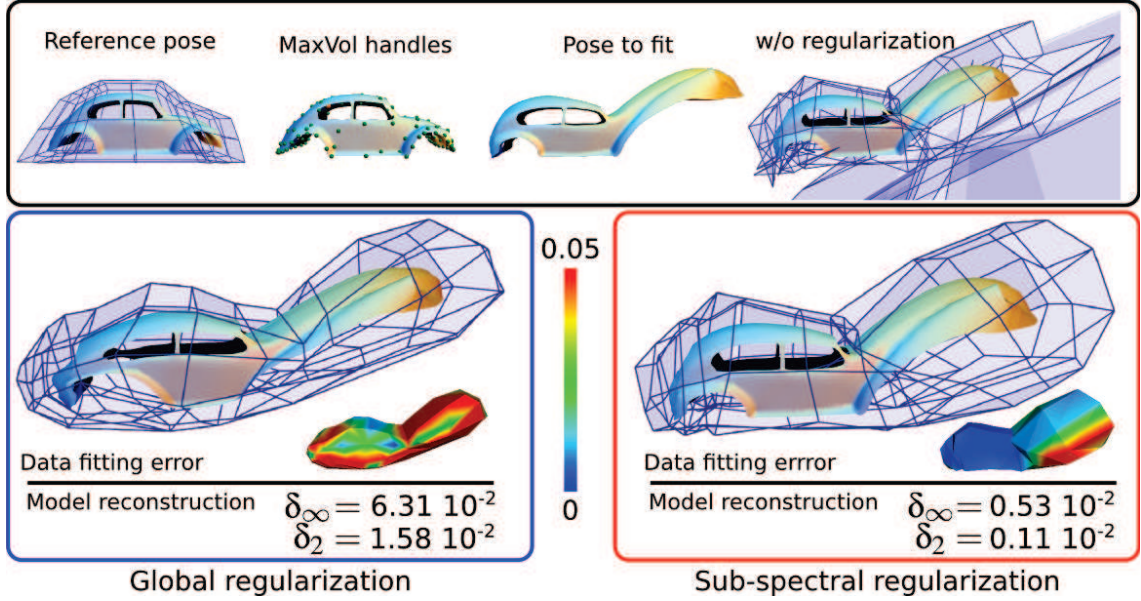 Reference pose
MaxVol handles
Pose to fit
w/o regularization
Data fitting error
Model reconstruction
δ∞ = 6.31 10-2
δ2 = 1.58 10-2
Global regularization
0.05
0
Data fitting errror
Model reconstruction
δ∞ = 0.53 10-2
δ2 = 0.11 10-2
Sub-spectral regularization